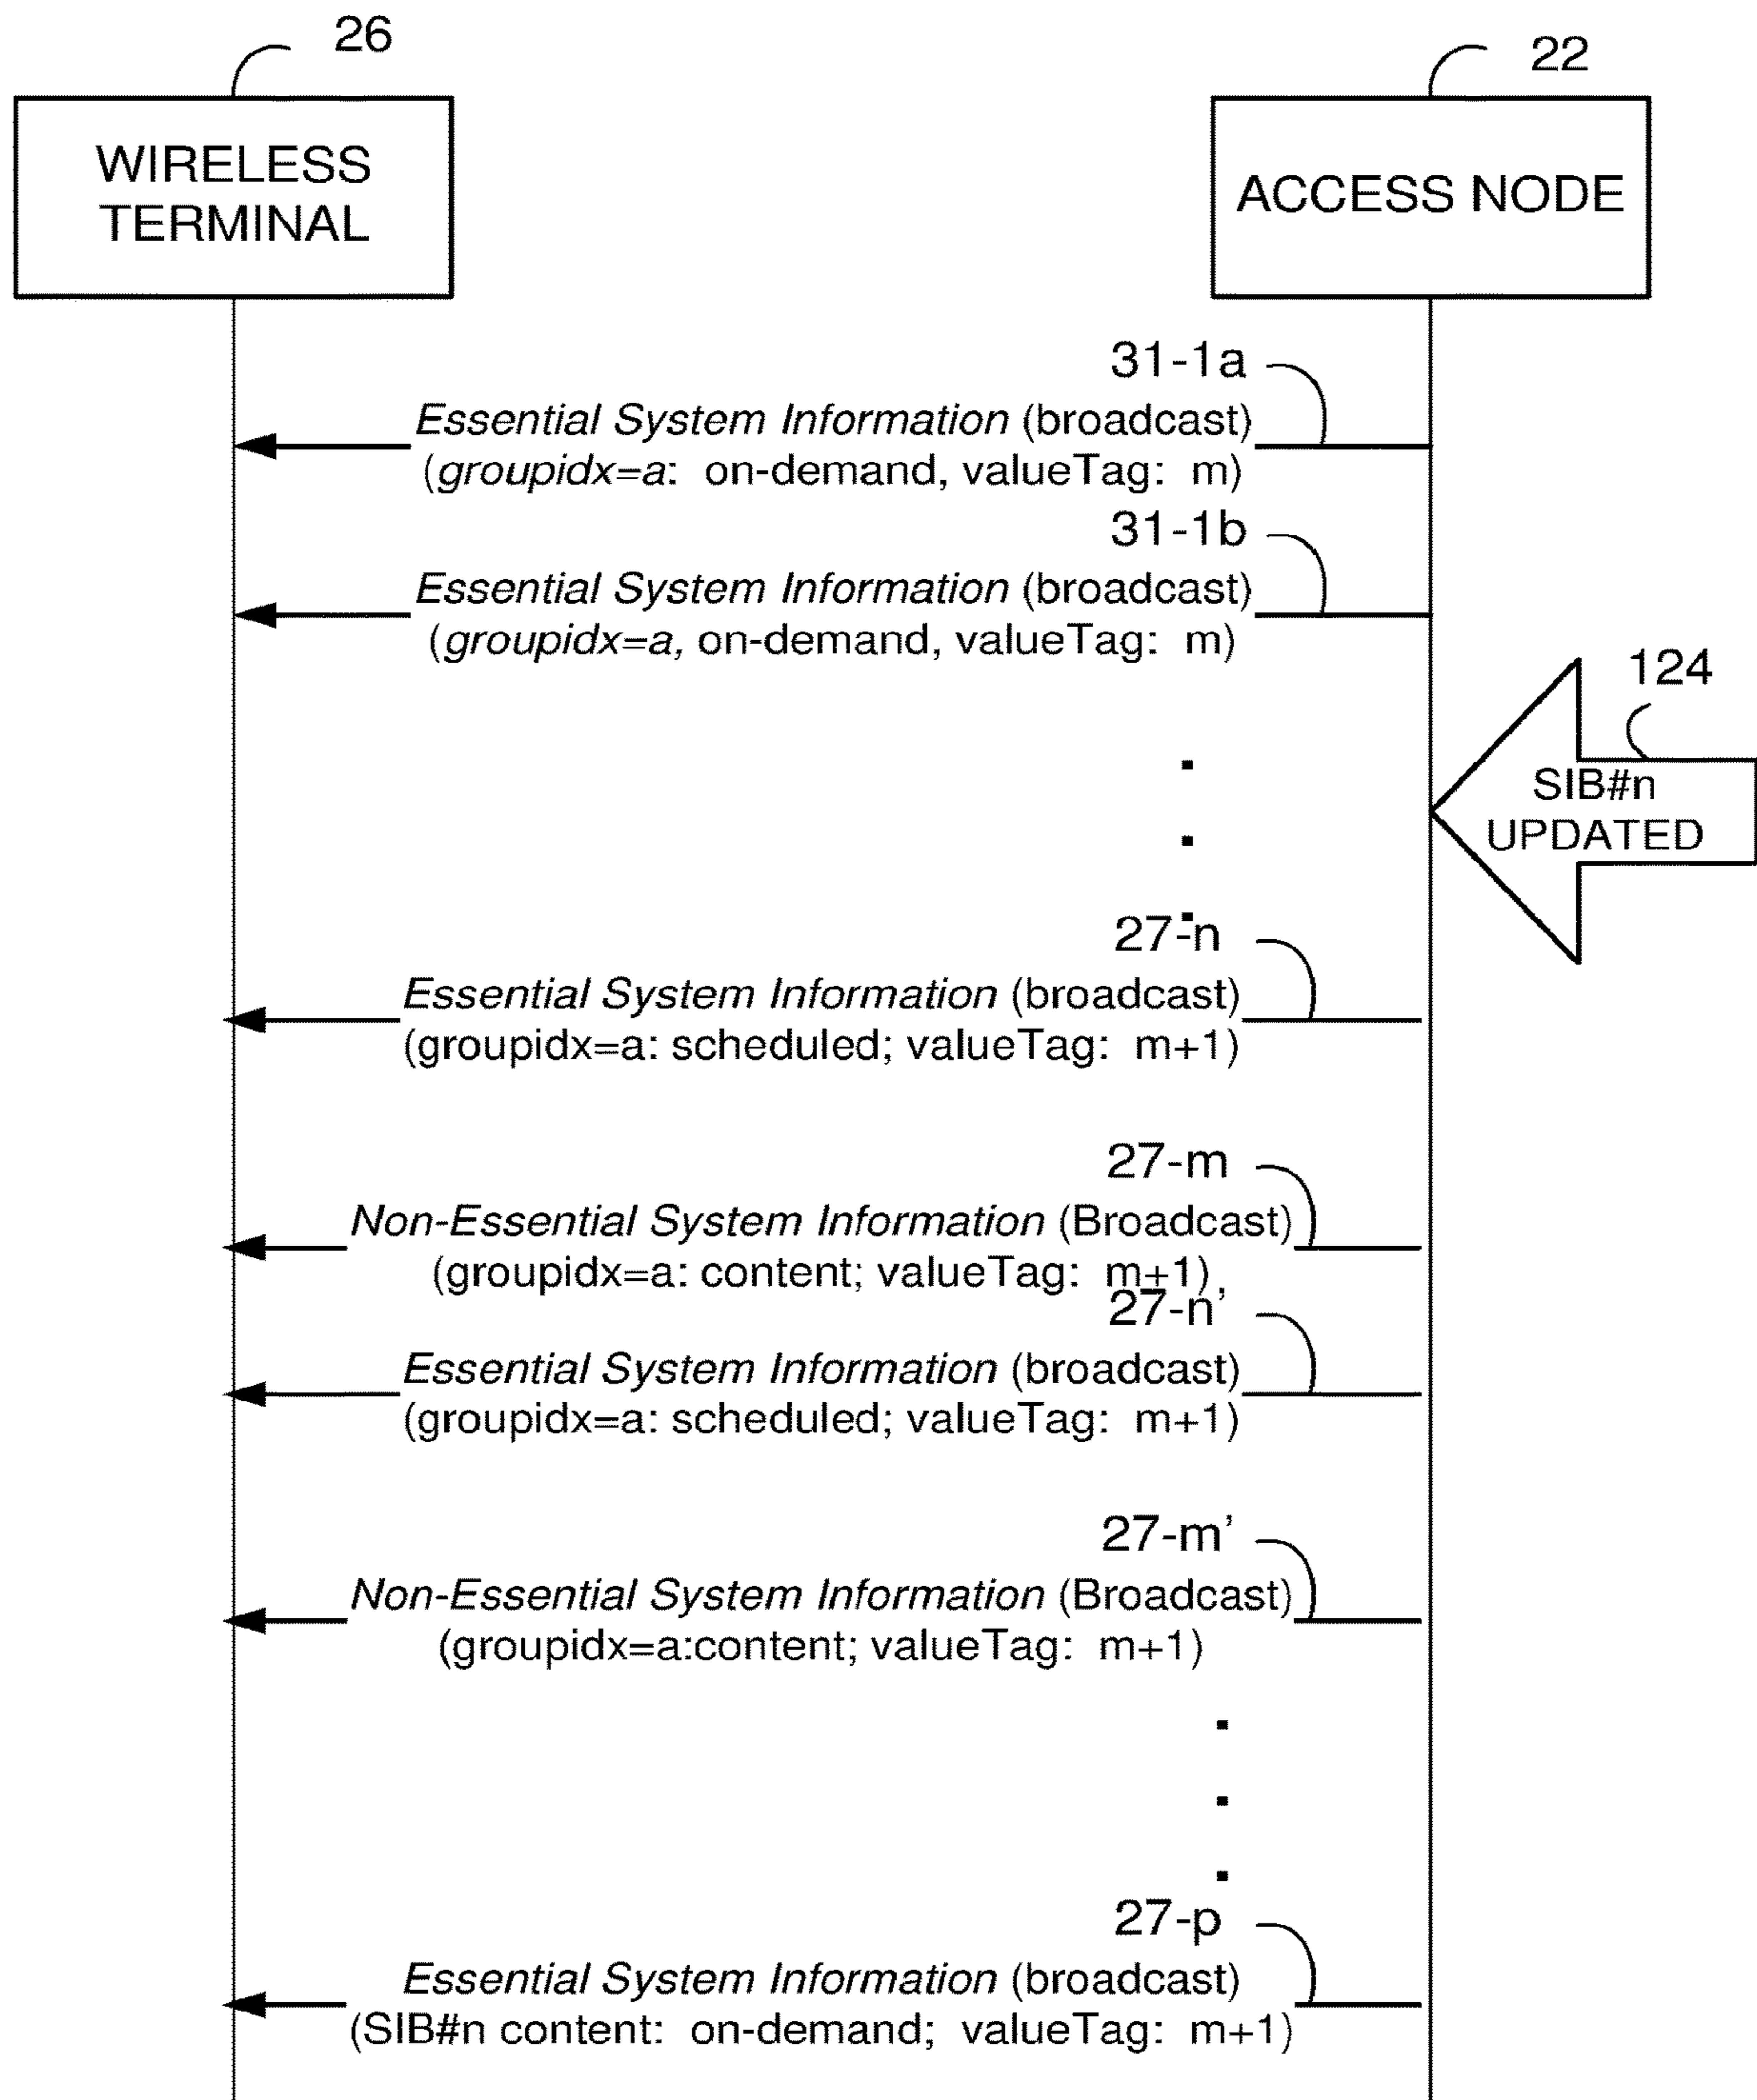 26
22
WIRELESS
TERMINAL
ACCESS NODE
31-1a
Essential System Information (broadcast)
(groupidx=a: on-demand, valueTag: m)
31-1b
Essential System Information (broadcast)
(groupidx=a, on-demand, valueTag: m)
124
SIB#n
UPDATED
27-n
Essential System Information (broadcast)
(groupidx=a: scheduled; valueTag: m+1)
27-m
Non-Essential System Information (Broadcast)
(groupidx=a: content; valueTag: m+1),
27-n'
Essential System Information (broadcast)
(groupidx=a: scheduled; valueTag: m+1)
27-m'
Non-Essential System Information (Broadcast)
(groupidx=a:content; valueTag: m+1)
27-p
Essential System Information (broadcast)
(SIB#n content: on-demand; valueTag: m+1)